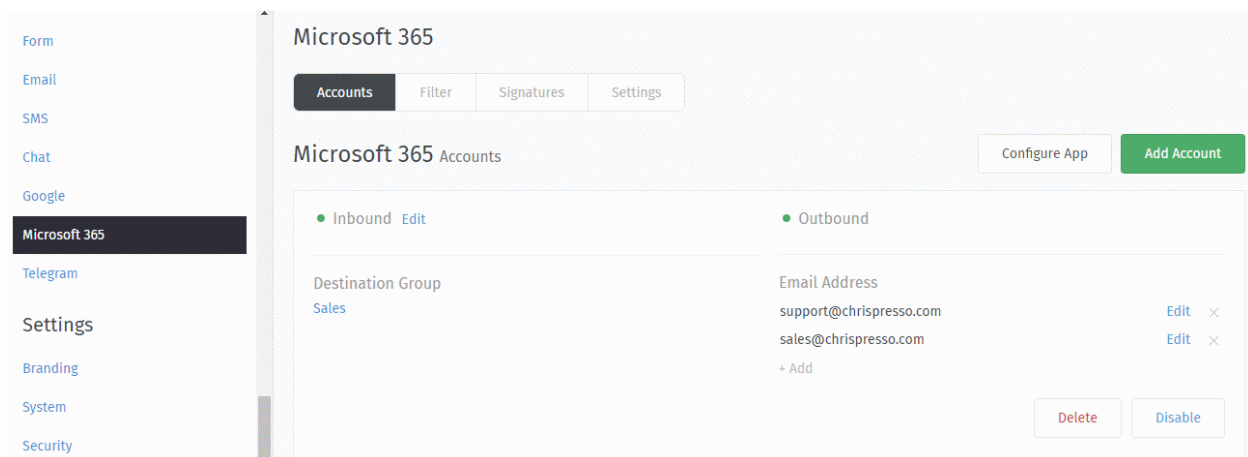 Form
Email
SMS
Chat
Google
Microsoft 365
Telegram
Settings
Branding
System
Security
Microsoft 365
Accounts Filter Signatures Settings
Microsoft 365 Accounts
Configure App Add Account
Inbound Edit
Destination Group
Sales
Outbound
Email Address
support@chrispresso.com Edit ×
sales@chrispresso.com Edit ×
+ Add
Delete Disable